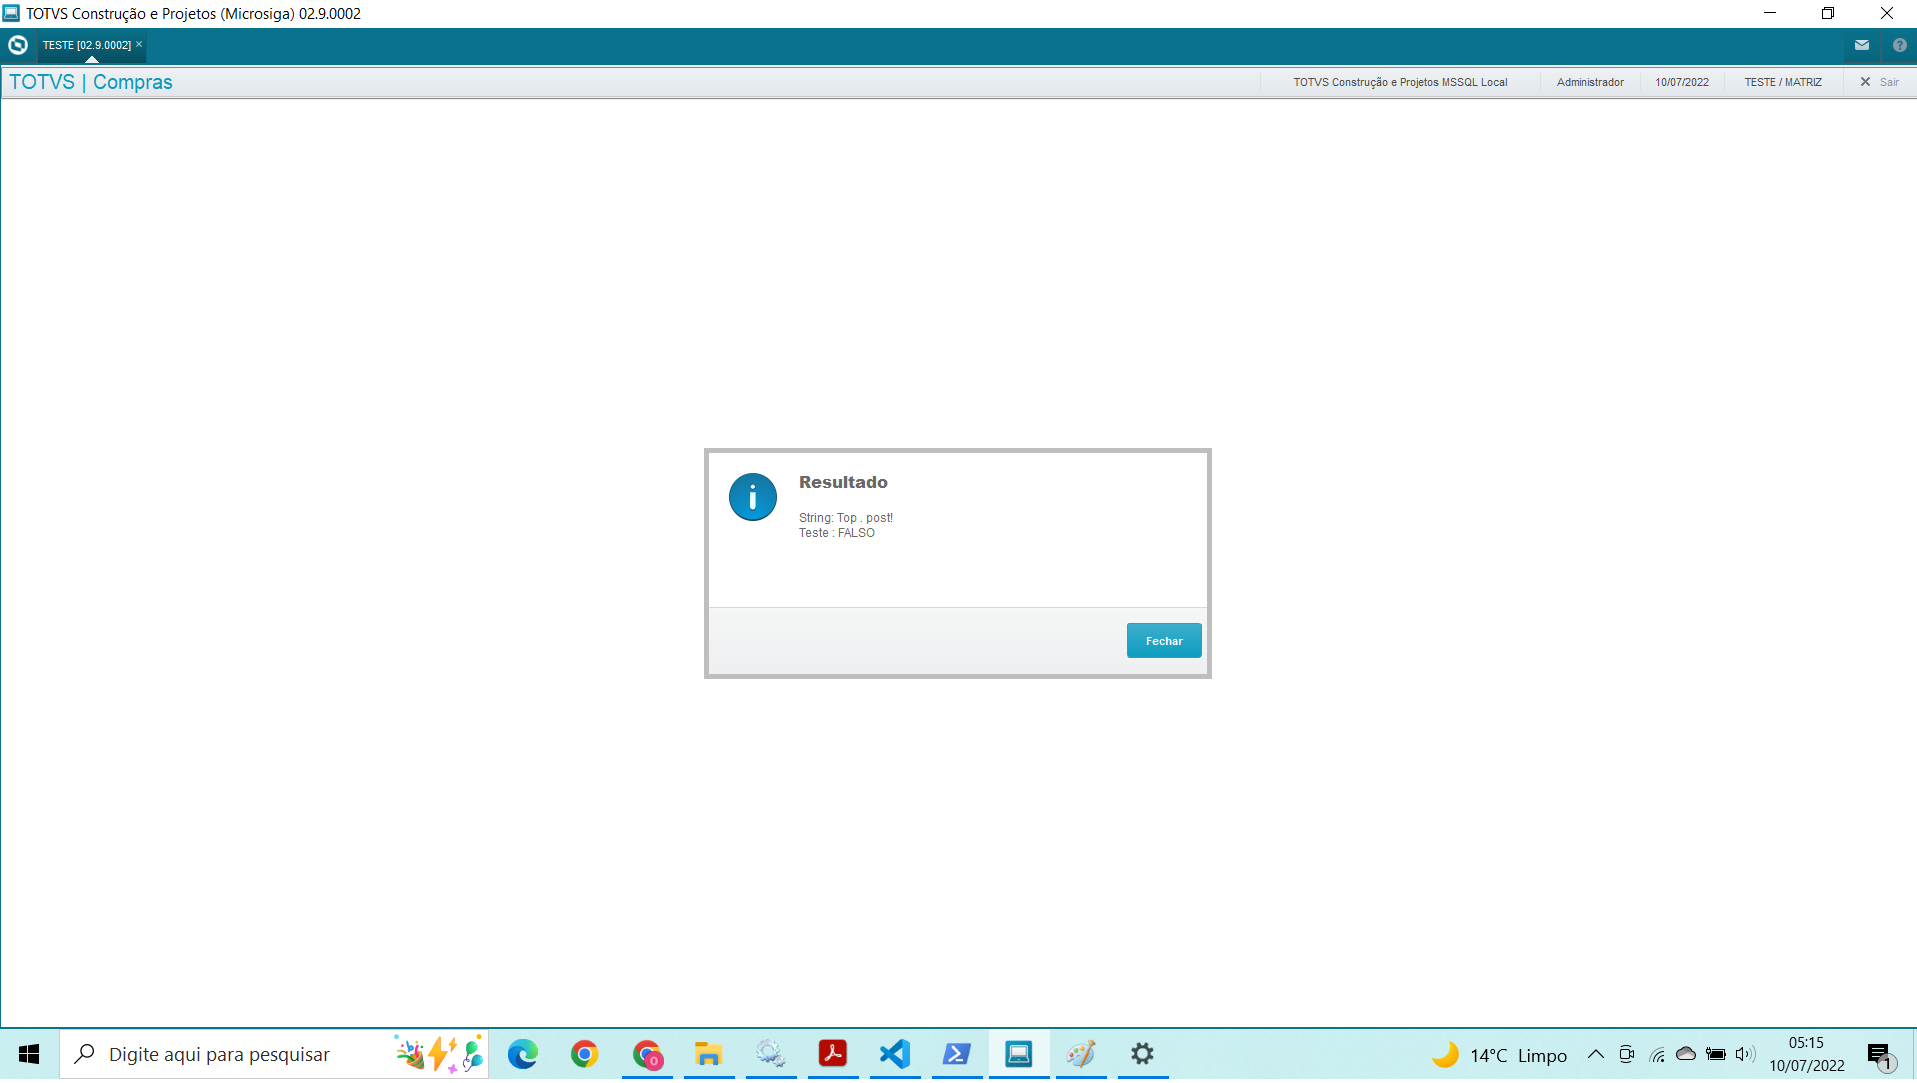 TOTVS Construção e Projetos (Microsiga) 02.9.0002
TESTE [02.9.0002]
TOTVS | Compras
TOTVS Construção e Projetos MSSQL Local
Administrador
10/07/2022
TESTE / MATRIZ
Sair
Resultado
String: Top . post!
Teste : FALSO
Fechar
Digite aqui para pesquisar
14°C Limpo
05:15
10/07/2022
1